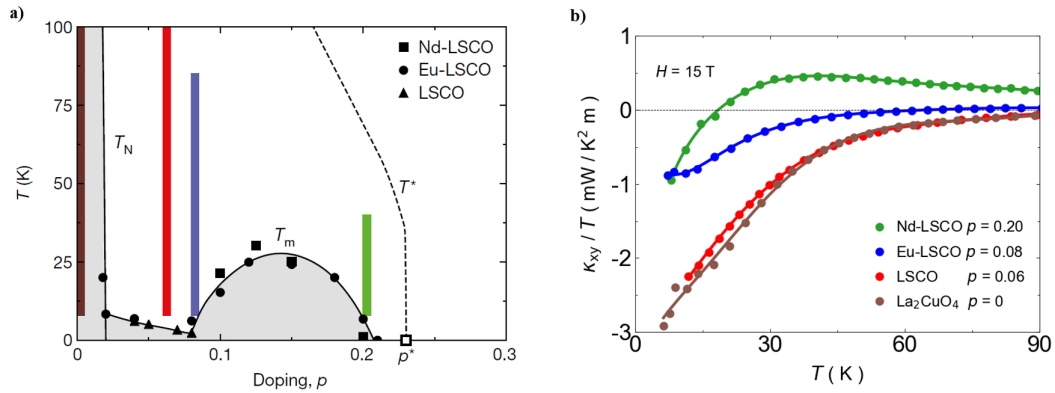 a)
100
75
50
25
0
T (K)
T_N
T_m
T*
p*
Nd-LSCO
Eu-LSCO
LSCO
0
0.1
0.2
0.3
Doping, p
b)
1
0
-1
-2
-3
κxy / T ( mW / K² m )
H = 15 T
Nd-LSCO p = 0.20
Eu-LSCO p = 0.08
LSCO p = 0.06
La₂CuO₄ p = 0
0
30
60
90
T ( K )